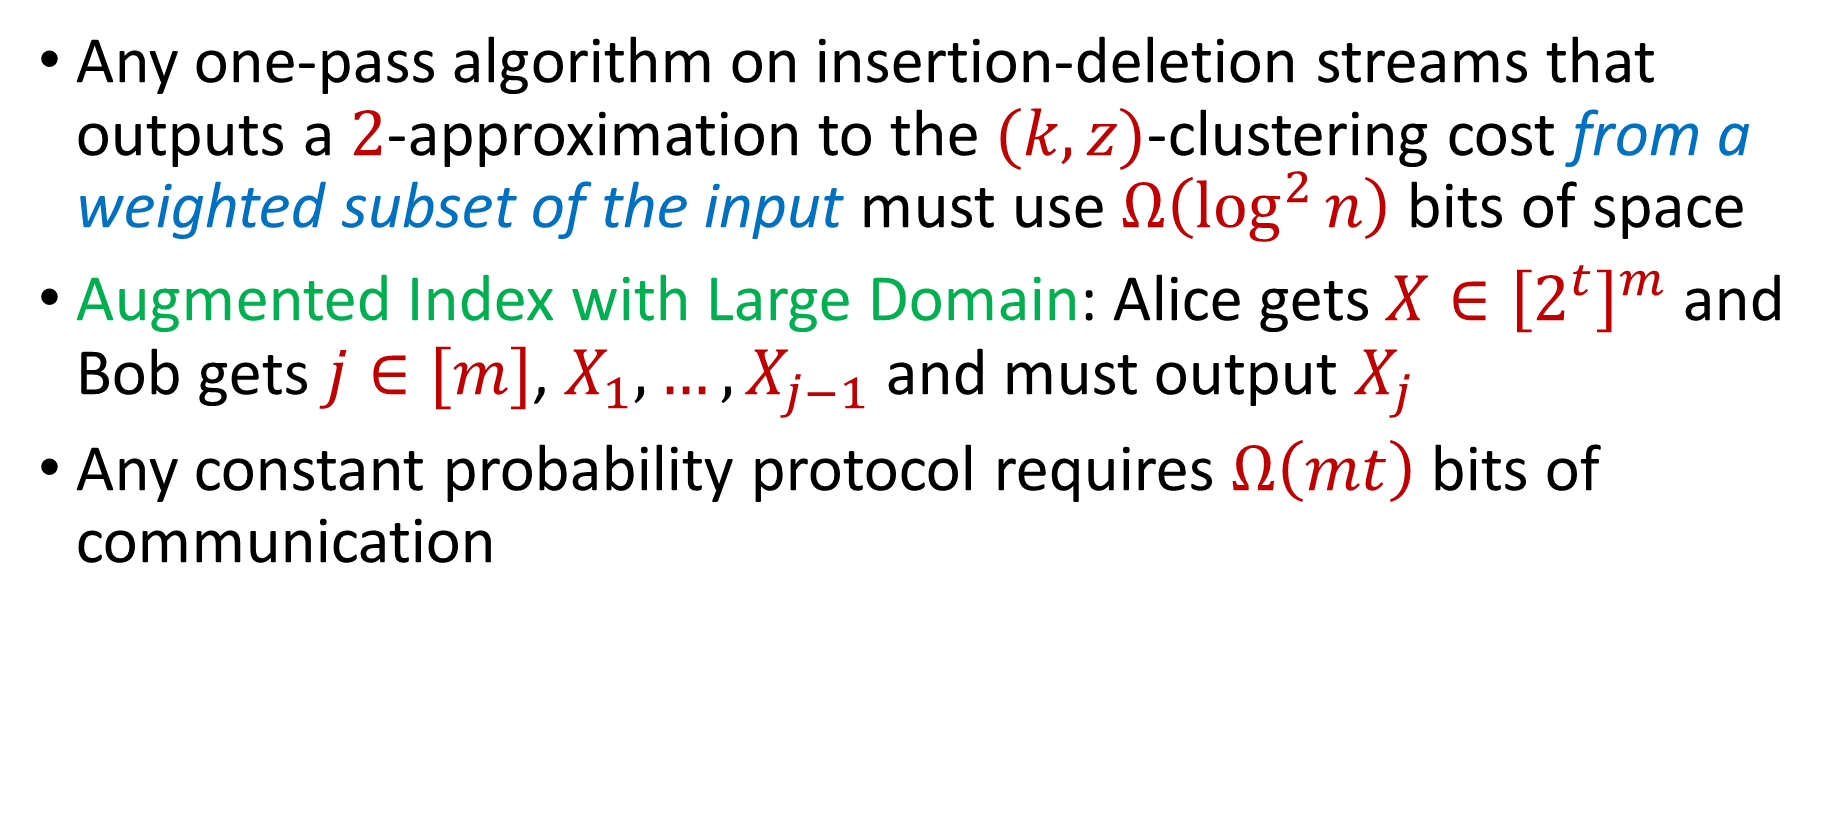 • Any one-pass algorithm on insertion-deletion streams that
outputs a 2-approximation to the (k, z)-clustering cost from a
weighted subset of the input must use Ω(log² n) bits of space
• Augmented Index with Large Domain: Alice gets X ∈ [2ᵗ]ᵐ and
Bob gets j ∈ [m], X₁, … , Xⱼ₋₁ and must output Xⱼ
• Any constant probability protocol requires Ω(mt) bits of
communication